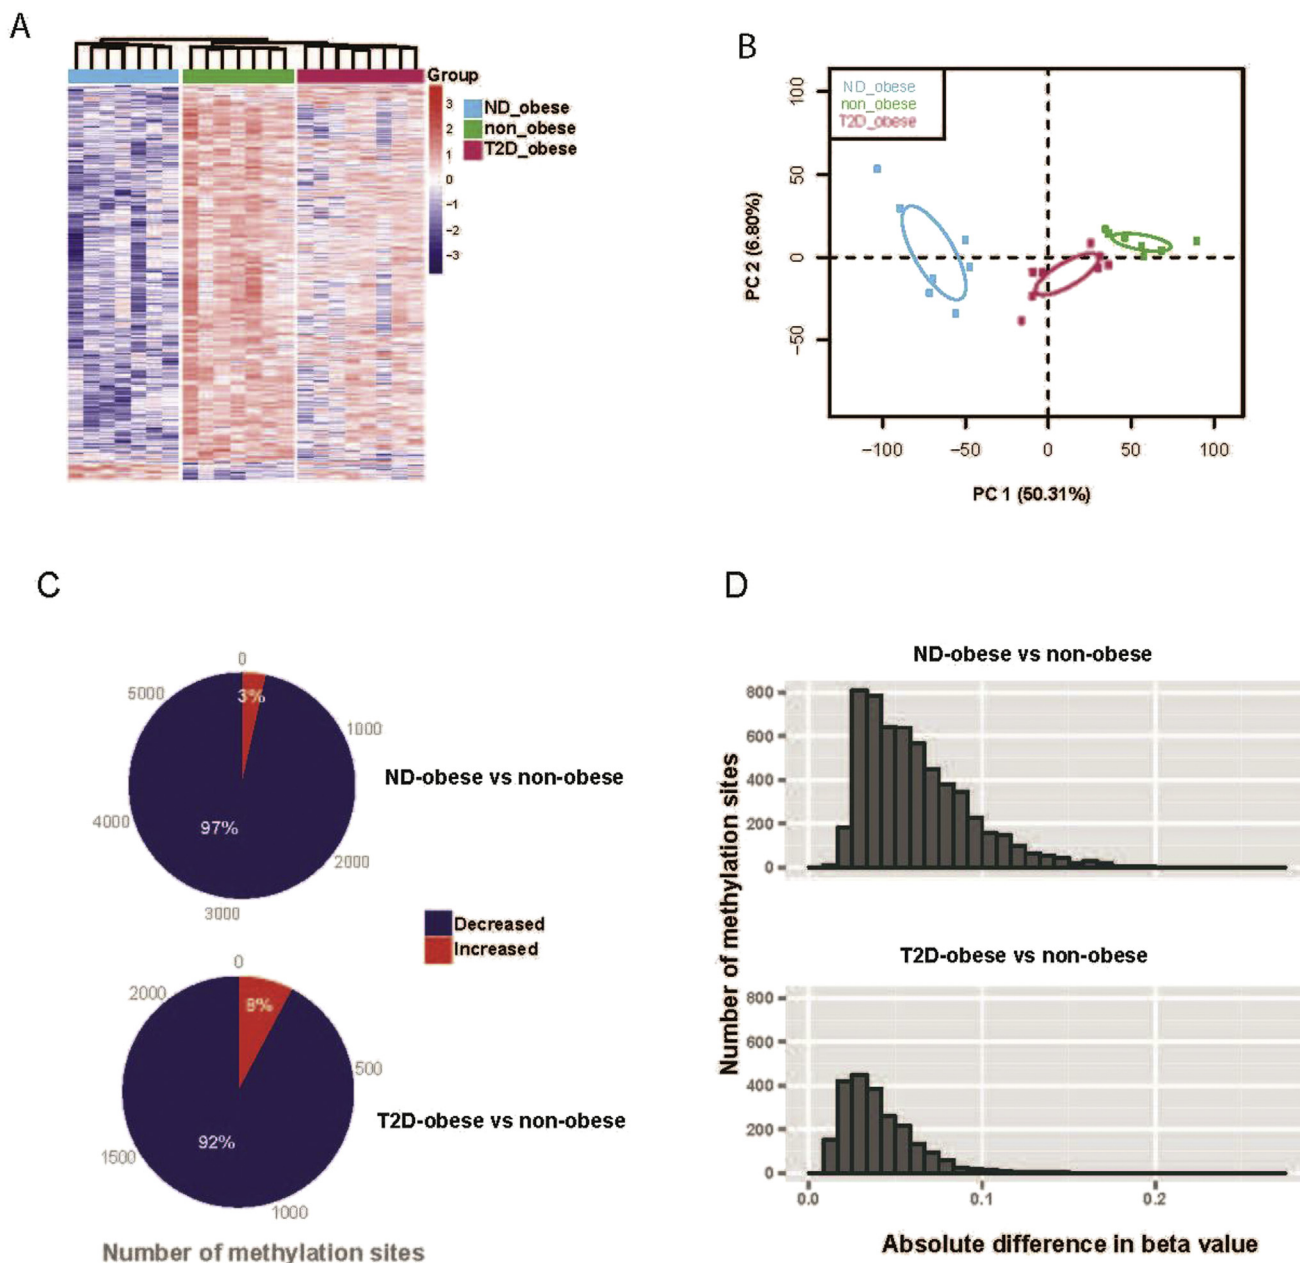 A
Group
3
2
1
0
−1
−2
−3
ND_obese
non_obese
T2D_obese
B
ND_obese
non_obese
T2D_obese
100
50
0
−50
PC 2 (6.80%)
−100
−50
0
50
100
PC 1 (50.31%)
C
0
5000
3%
1000
ND-obese vs non-obese
4000
97%
2000
3000
Decreased
Increased
0
2000
8%
500
T2D-obese vs non-obese
92%
1500
1000
Number of methylation sites
D
ND-obese vs non-obese
800
600
400
200
0
Number of methylation sites
T2D-obese vs non-obese
800
600
400
200
0
0.0
0.1
0.2
Absolute difference in beta value